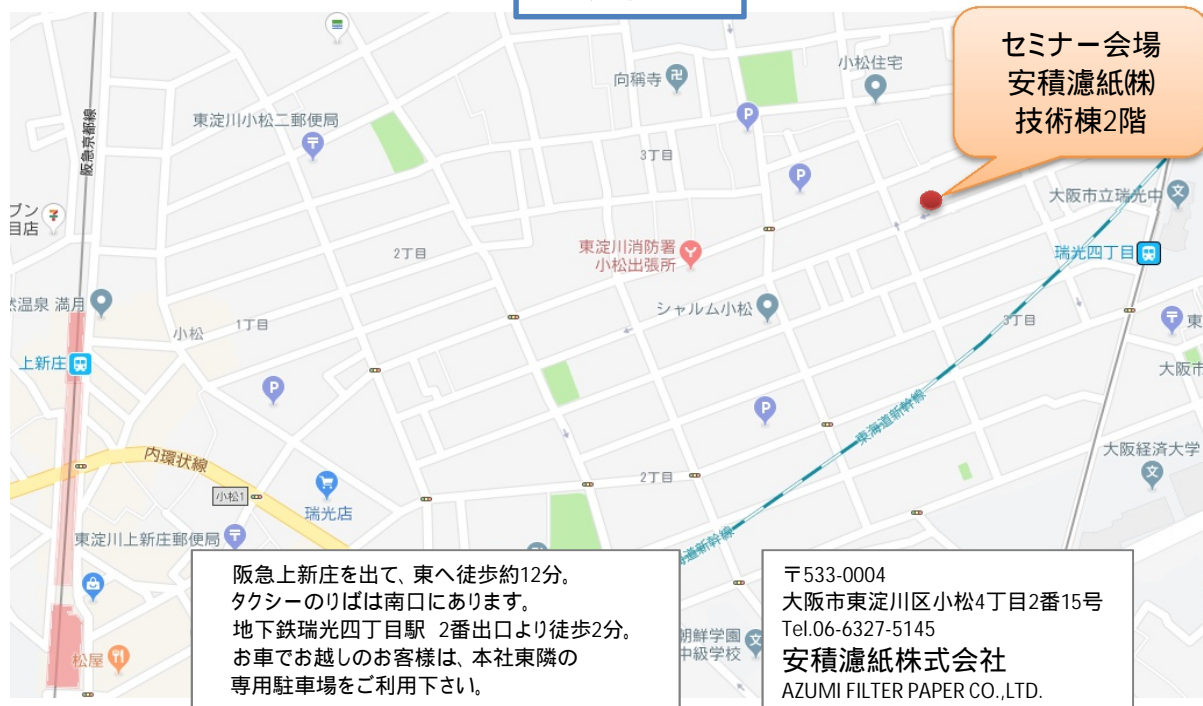 セミナー会場
安積濾紙㈱
技術棟2階
小松住宅
向稱寺
東淀川小松二郵便局
阪急京都線
3丁目
大阪市立瑞光中
ブン
目店
2丁目
東淀川消防署
小松出張所
瑞光四丁目
然温泉 満月
小松
1丁目
シャルム小松
3丁目
東
上新庄
大阪市
東海道新幹線
大阪経済大学
内環状線
小松1
瑞光店
2丁目
東淀川上新庄郵便局
道新幹線
松屋
朝鮮学園
中級学校
阪急上新庄を出て、東へ徒歩約12分。
タクシーのりばは南口にあります。
地下鉄瑞光四丁目駅 2番出口より徒歩2分。
お車でお越しのお客様は、本社東隣の
専用駐車場をご利用下さい。
〒533-0004
大阪市東淀川区小松4丁目2番15号
Tel.06-6327-5145
安積濾紙株式会社
AZUMI FILTER PAPER CO.,LTD.